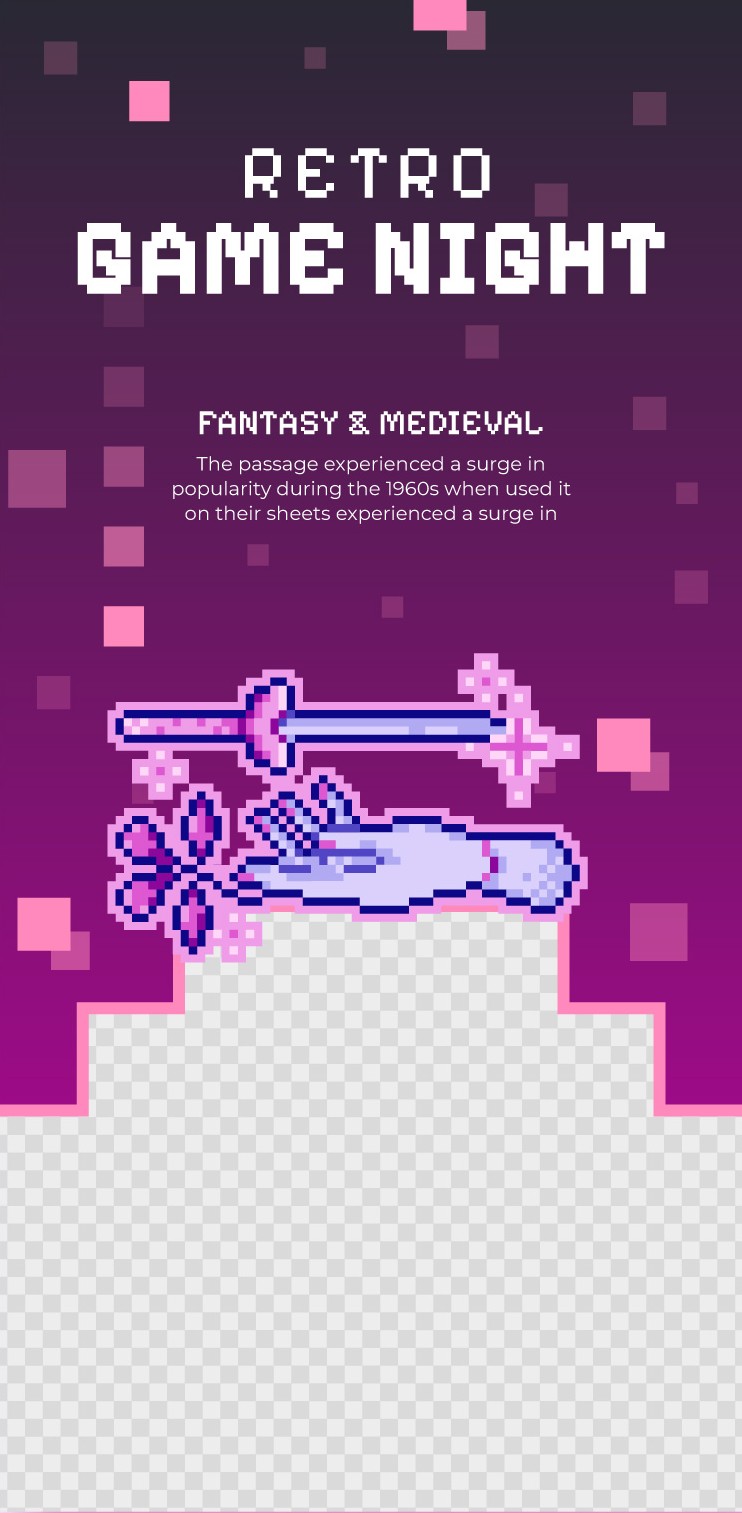 RETRO
GAME NIGHT
FANTASY & MEDIEVAL
The passage experienced a surge in
popularity during the 1960s when used it
on their sheets experienced a surge in